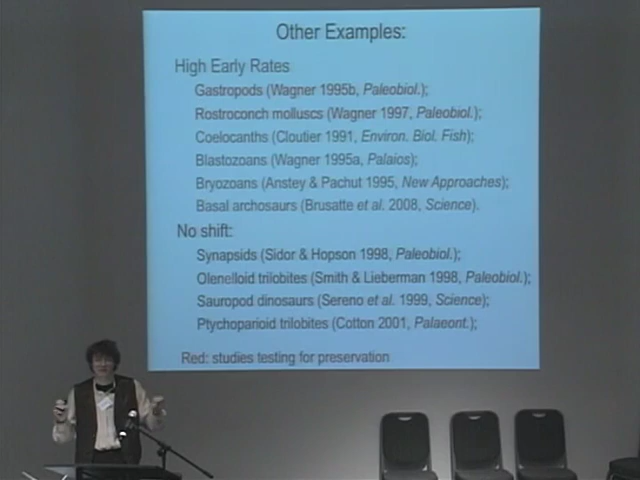 Other Examples:
High Early Rates
Gastropods (Wagner 1995b, Paleobiol.);
Rostroconch molluscs (Wagner 1997, Paleobiol.);
Coelocanths (Cloutier 1991, Environ. Biol. Fish);
Blastozoans (Wagner 1995a, Palaios);
Bryozoans (Anstey & Pachut 1995, New Approaches);
Basal archosaurs (Brusatte et al. 2008, Science).
No shift:
Synapsids (Sidor & Hopson 1998, Paleobiol.);
Olenelloid trilobites (Smith & Lieberman 1998, Paleobiol.);
Sauropod dinosaurs (Sereno et al. 1999, Science);
Ptychoparioid trilobites (Cotton 2001, Palaeont.);
Red: studies testing for preservation